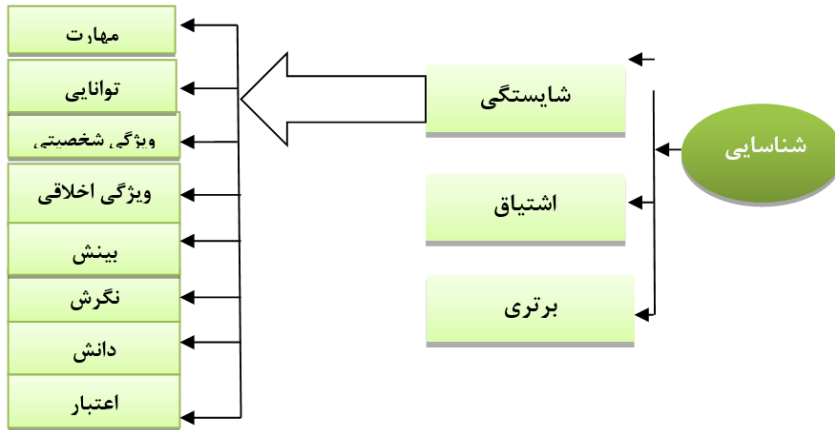 شناسایی
شایستگی
اشتیاق
برتری
مهارت
توانایی
ویژگی شخصیتی
ویژگی اخلاقی
بینش
نگرش
دانش
اعتبار